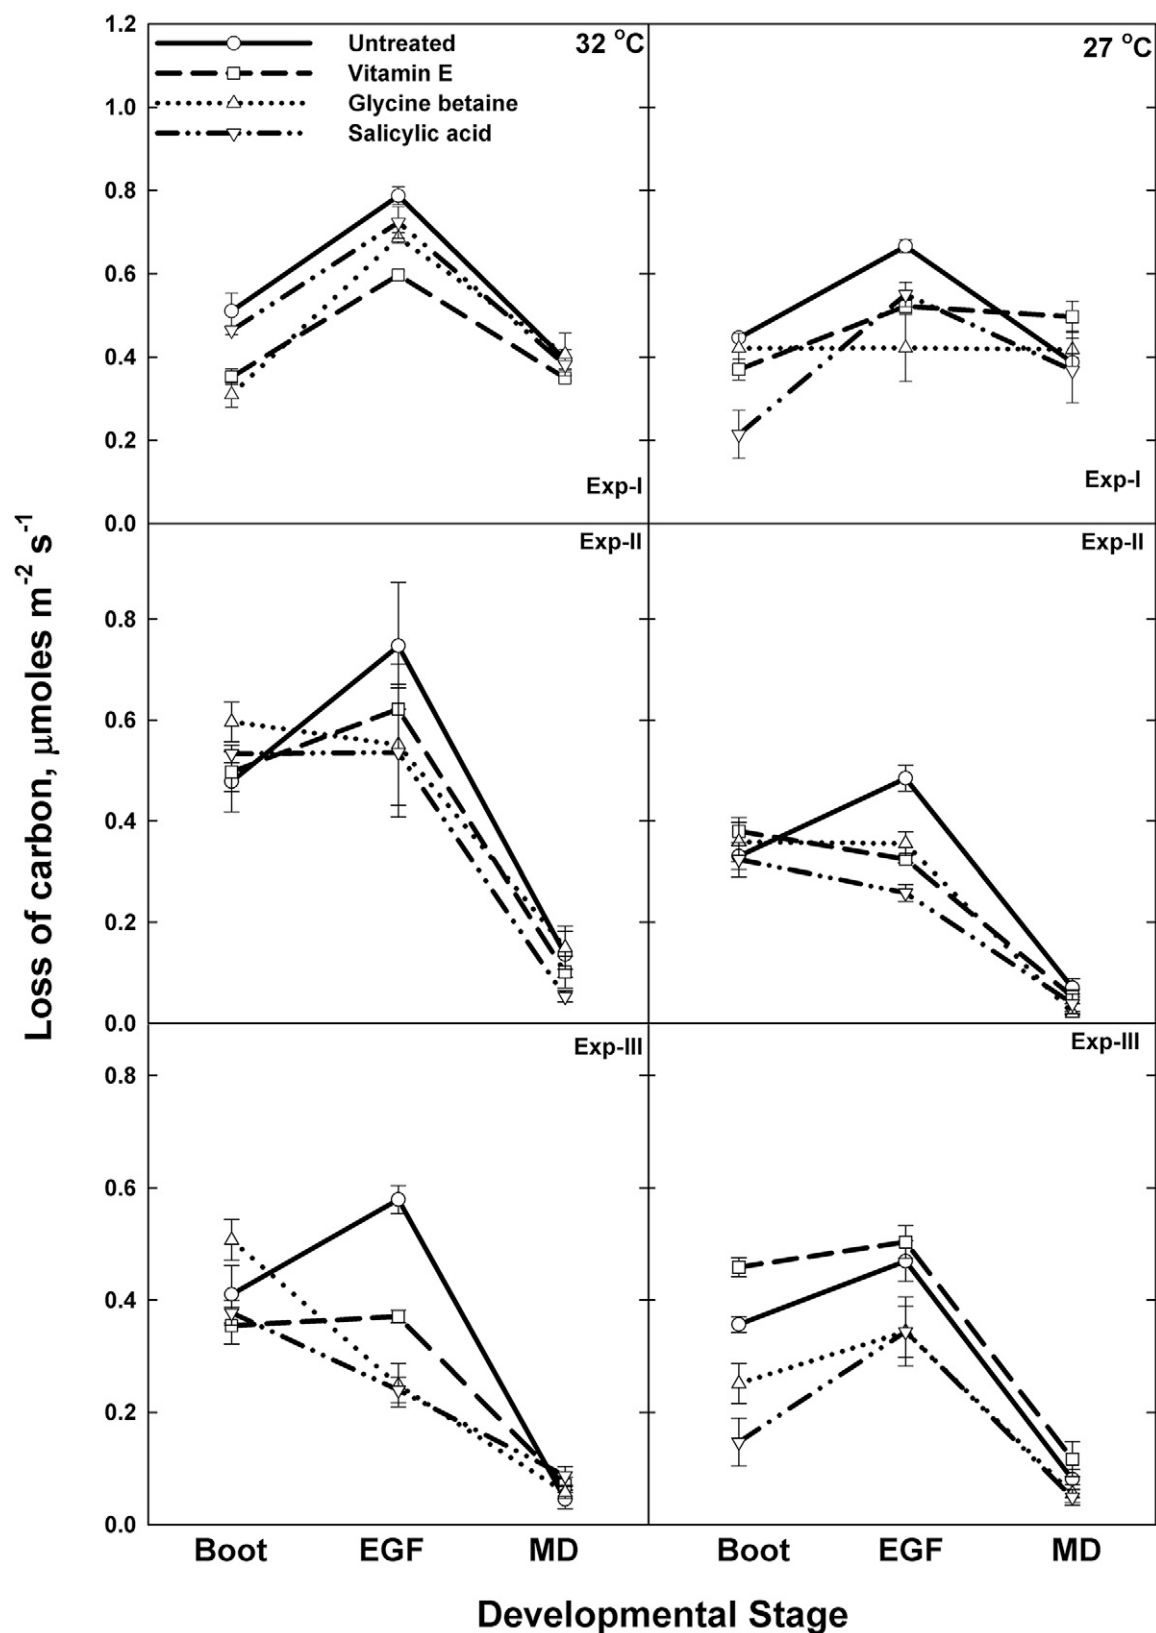 1.2
Untreated
32 °C
27 °C
Vitamin E
1.0
Glycine betaine
Salicylic acid
0.8
0.6
0.4
0.2
Exp-I
Exp-I
0.0
Exp-II
Exp-II
0.8
0.6
0.4
0.2
0.0
Exp-III
Exp-III
0.8
0.6
0.4
0.2
0.0
Loss of carbon, µmoles m⁻² s⁻¹
Boot EGF MD Boot EGF MD
Developmental Stage